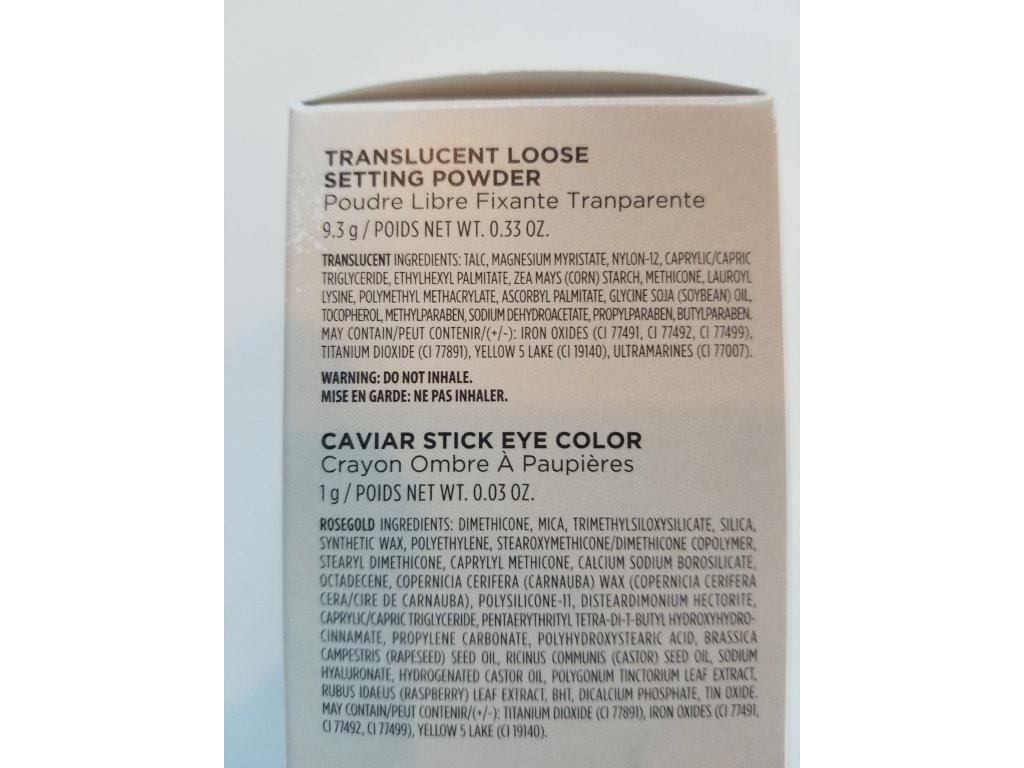 TRANSLUCENT LOOSE
SETTING POWDER
Poudre Libre Fixante Tranparente
9.3 g / POIDS NET WT. 0.33 OZ.
TRANSLUCENT INGREDIENTS: TALC, MAGNESIUM MYRISTATE, NYLON-12, CAPRYLIC/CAPRIC
TRIGLYCERIDE, ETHYLHEXYL PALMITATE, ZEA MAYS (CORN) STARCH, METHICONE, LAUROYL
LYSINE, POLYMETHYL METHACRYLATE, ASCORBYL PALMITATE, GLYCINE SOJA (SOYBEAN) OIL,
TOCOPHEROL, METHYLPARABEN, SODIUM DEHYDROACETATE, PROPYLPARABEN, BUTYLPARABEN.
MAY CONTAIN/PEUT CONTENIR/(+/-): IRON OXIDES (CI 77491, CI 77492, CI 77499),
TITANIUM DIOXIDE (CI 77891), YELLOW 5 LAKE (CI 19140), ULTRAMARINES (CI 77007).
WARNING: DO NOT INHALE.
MISE EN GARDE: NE PAS INHALER.
CAVIAR STICK EYE COLOR
Crayon Ombre À Paupières
1 g / POIDS NET WT. 0.03 OZ.
ROSEGOLD INGREDIENTS: DIMETHICONE, MICA, TRIMETHYLSILOXYSILICATE, SILICA,
SYNTHETIC WAX, POLYETHYLENE, STEAROXYMETHICONE/DIMETHICONE COPOLYMER,
STEARYL DIMETHICONE, CAPRYLYL METHICONE, CALCIUM SODIUM BOROSILICATE,
OCTADECENE, COPERNICIA CERIFERA (CARNAUBA) WAX (COPERNICIA CERIFERA
CERA/CIRE DE CARNAUBA), POLYSILICONE-11, DISTEARDIMONIUM HECTORITE,
CAPRYLIC/CAPRIC TRIGLYCERIDE, PENTAERYTHRITYL TETRA-DI-T-BUTYL HYDROXYHYDRO-
CINNAMATE, PROPYLENE CARBONATE, POLYHYDROXYSTEARIC ACID, BRASSICA
CAMPESTRIS (RAPESEED) SEED OIL, RICINUS COMMUNIS (CASTOR) SEED OIL, SODIUM
HYALURONATE, HYDROGENATED CASTOR OIL, POLYGONUM TINCTORIUM LEAF EXTRACT,
RUBUS IDAEUS (RASPBERRY) LEAF EXTRACT, BHT, DICALCIUM PHOSPHATE, TIN OXIDE.
MAY CONTAIN/PEUT CONTENIR/(+/-): TITANIUM DIOXIDE (CI 77891), IRON OXIDES (CI 77491,
CI 77492, CI 77499), YELLOW 5 LAKE (CI 19140).